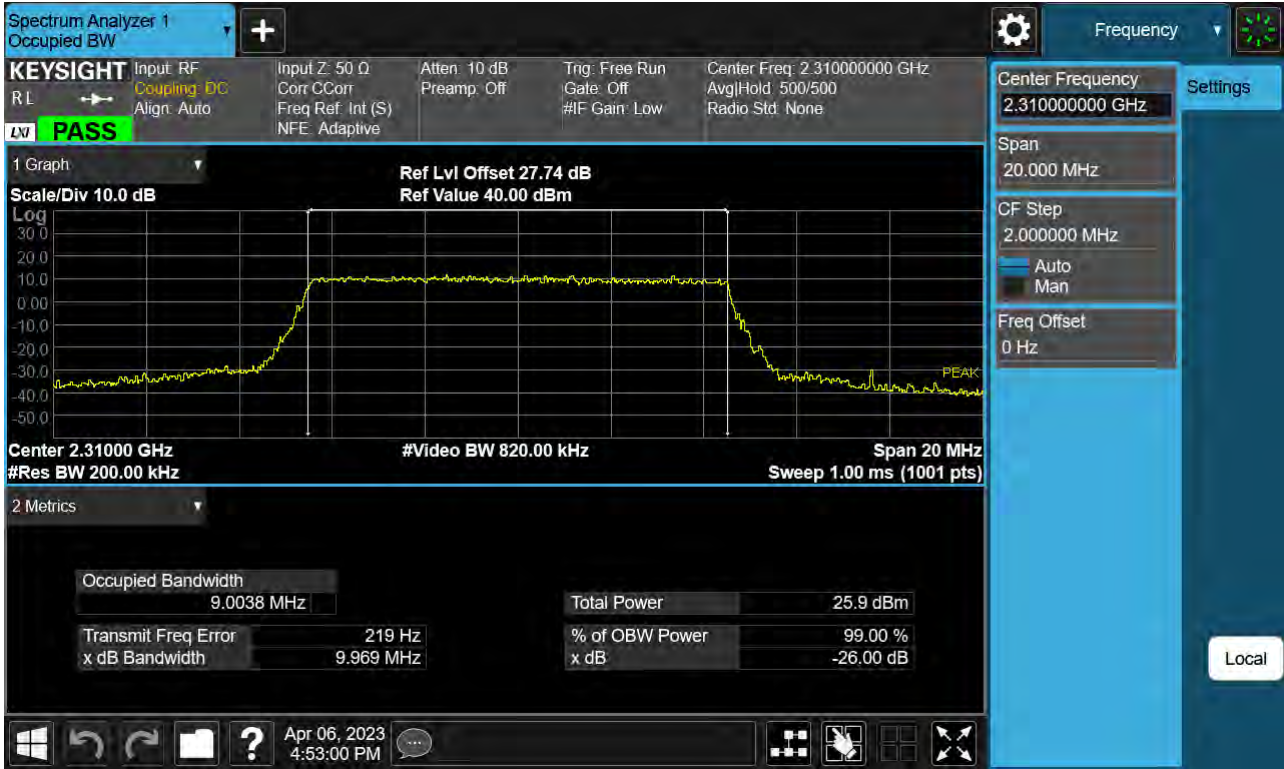 Spectrum Analyzer 1
Occupied BW
+
Frequency
KEYSIGHT Input: RF Input Z: 50 Ω Atten: 10 dB Trig: Free Run Center Freq: 2.310000000 GHz
RL Coupling: DC Corr CCorr Preamp: Off Gate: Off Avg|Hold: 500/500
Align: Auto Freq Ref: Int (S) #IF Gain: Low Radio Std: None
LXI PASS NFE: Adaptive
Center Frequency
2.310000000 GHz
Settings
Span
20.000 MHz
CF Step
2.000000 MHz
Auto
Man
Freq Offset
0 Hz
Local
1 Graph
Ref Lvl Offset 27.74 dB
Scale/Div 10.0 dB Ref Value 40.00 dBm
Log
30.0
20.0
10.0
0.00
-10.0
-20.0
-30.0
PEAK
-40.0
-50.0
Center 2.31000 GHz #Video BW 820.00 kHz Span 20 MHz
#Res BW 200.00 kHz Sweep 1.00 ms (1001 pts)
2 Metrics
Occupied Bandwidth
9.0038 MHz Total Power 25.9 dBm
Transmit Freq Error 219 Hz % of OBW Power 99.00 %
x dB Bandwidth 9.969 MHz x dB -26.00 dB
? Apr 06, 2023
4:53:00 PM